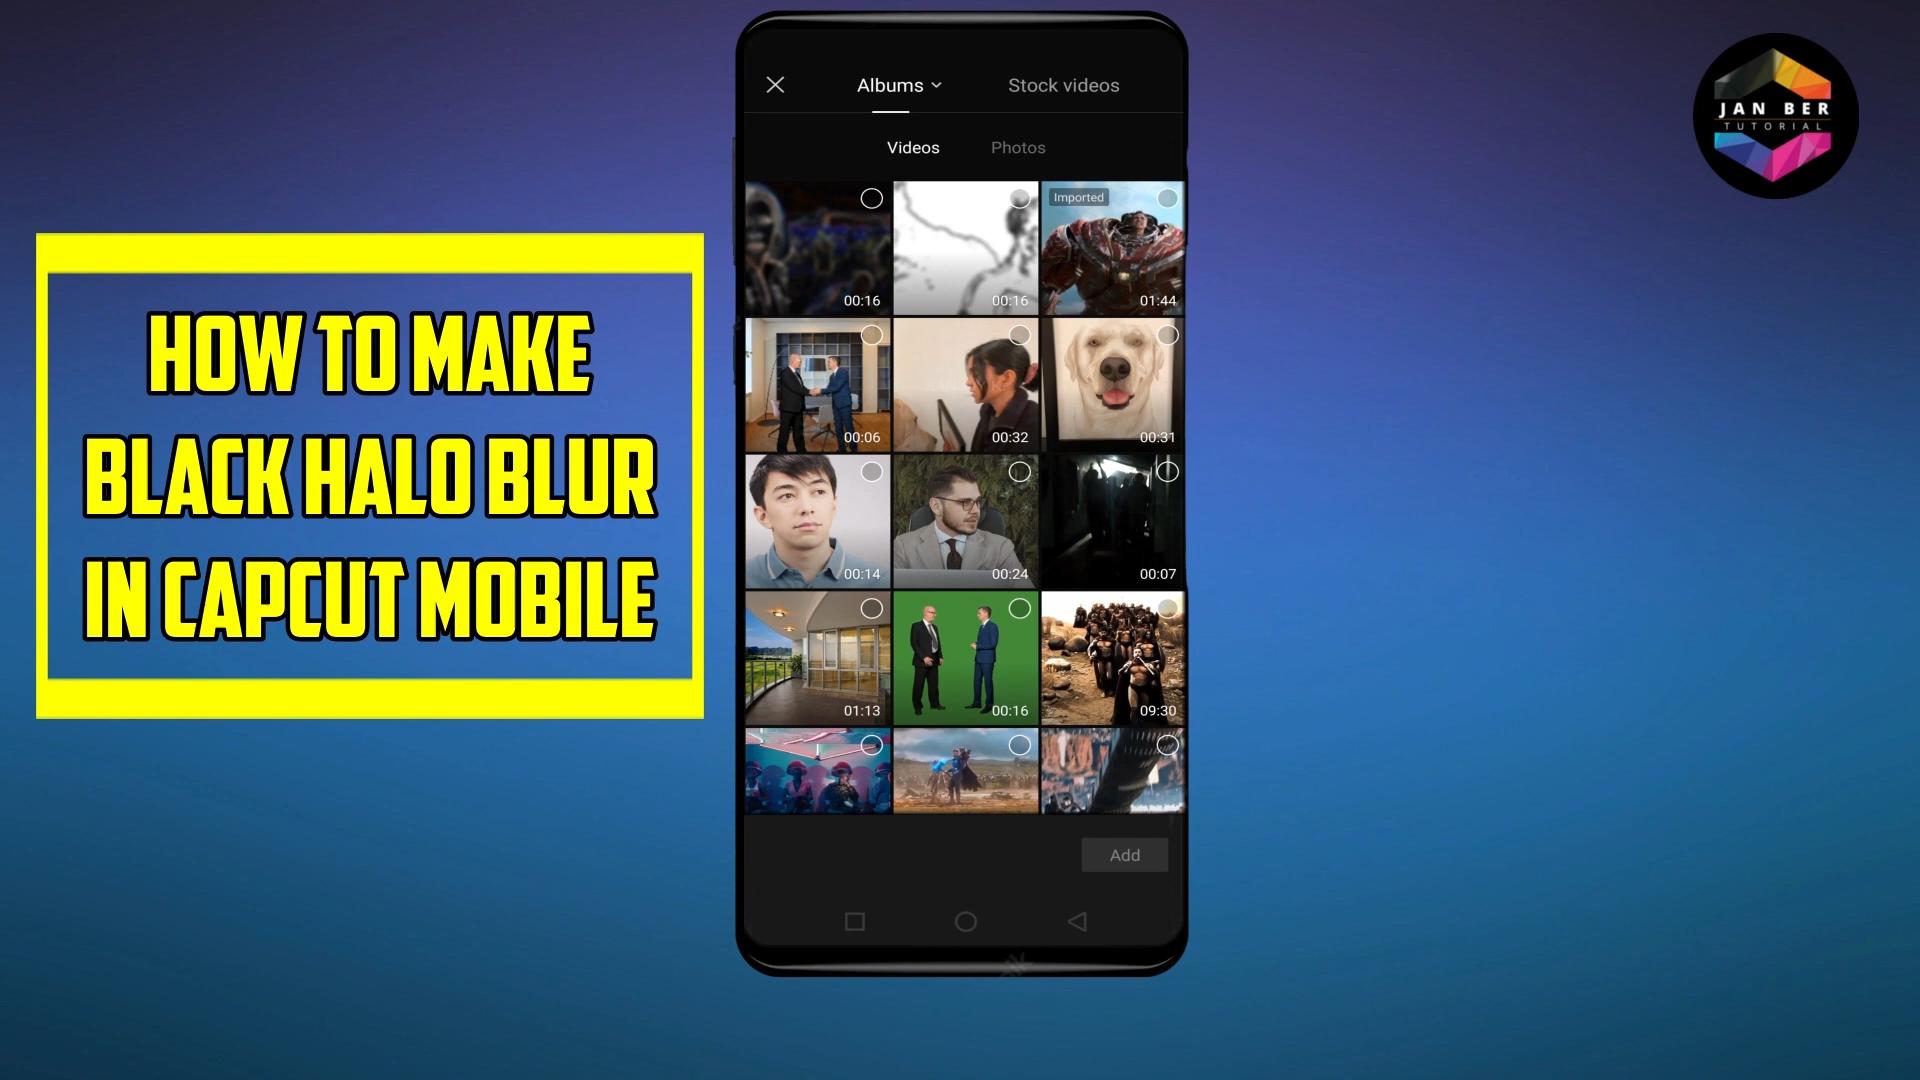 Albums
Stock videos
JAN BER
TUTORIAL
Videos
Photos
Imported
00:16
00:16
01:44
HOW TO MAKE
BLACK HALO BLUR
IN CAPCUT MOBILE
00:06
00:32
00:31
00:14
00:24
00:07
01:13
00:16
09:30
Add